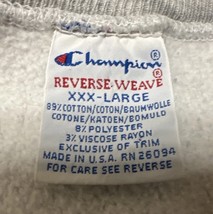 Champion®
REVERSE WEAVE®
XXX-LARGE
89% COTTON/COTON/BAUMWOLLE
COTONE/KATOEN/BOMULD
8% POLYESTER
3% VISCOSE RAYON
EXCLUSIVE OF TRIM
MADE IN U.S.A. RN 26094
FOR CARE SEE REVERSE